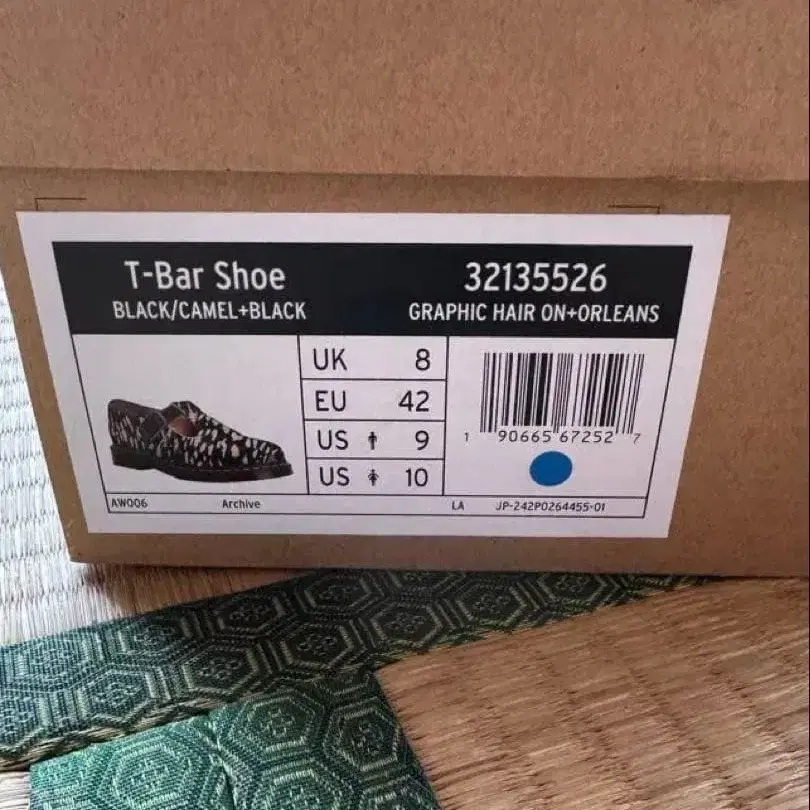 T-Bar Shoe
BLACK/CAMEL+BLACK
32135526
GRAPHIC HAIR ON+ORLEANS
UK 8
EU 42
US 9
US 10
1 90665 67252 7
AW006 Archive LA JP-242P0264455-01